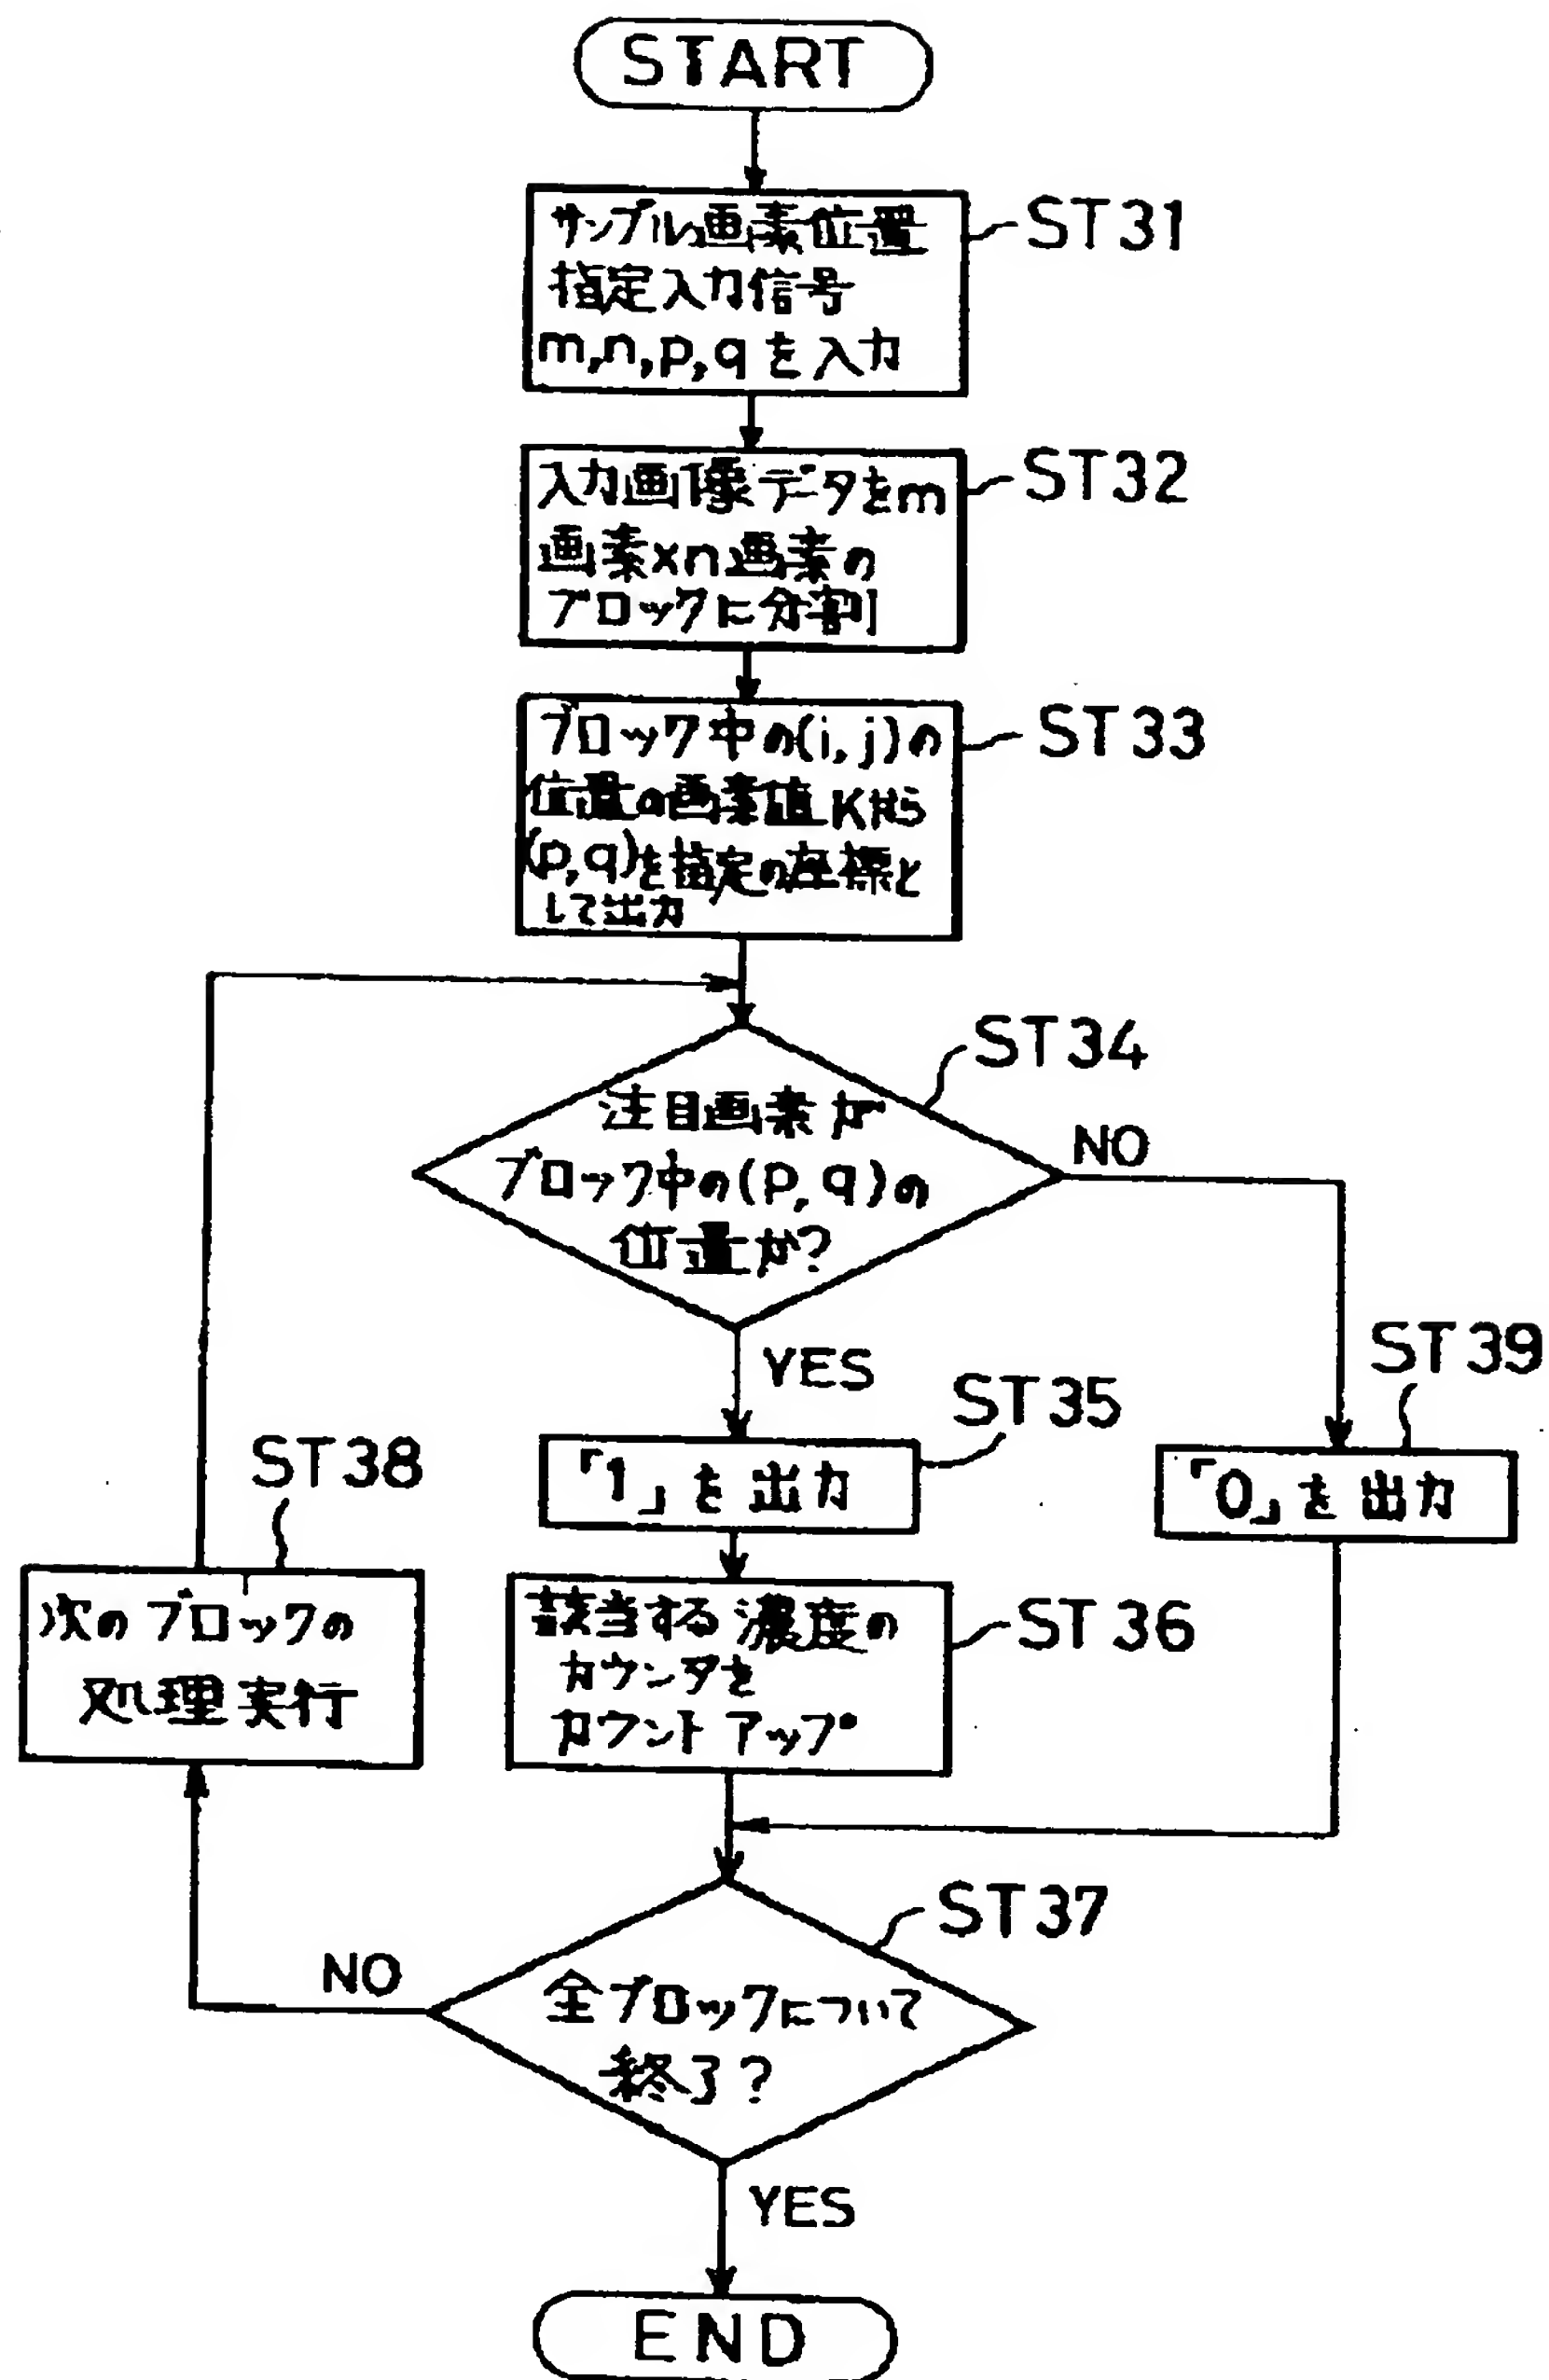 START
サンプル画素位置
指定入力信号
m,n,p,qを入力
ST31
入力画像データをm
画素×n画素の
ブロックに分割
ST32
ブロック中の(i,j)の
位置の画素値Kから
(p,q)を指定の座標と
して出力
ST33
注目画素が
ブロック中の(p,q)の
位置か?
ST34
NO
YES
ST39
ST35
「1」を出力
「0」を出力
ST38
次のブロックの
処理実行
該当する濃度の
カウンタを
カウントアップ
ST36
ST37
NO
全ブロックについて
終了?
YES
END